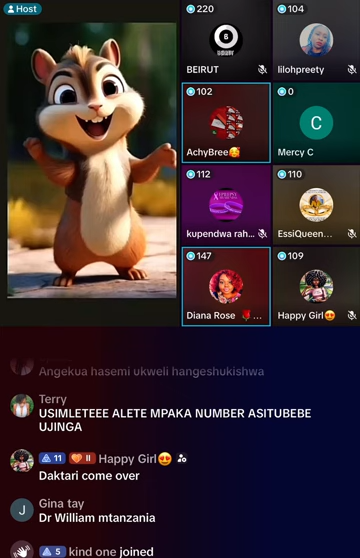 Host
220
BEIRUT
104
lilohpreety
102
AchyBree🥰
0
C
Mercy C
112
kupendwa rah...
110
EssiQueen...
147
Diana Rose 🌹...
109
Happy Girl😍
Angekua hasemi ukweli hangeshukishwa
Terry
USIMLETEEE ALETE MPAKA NUMBER ASITUBEBE
UJINGA
11 II Happy Girl😍
Daktari come over
J
Gina tay
Dr William mtanzania
5 kind one joined